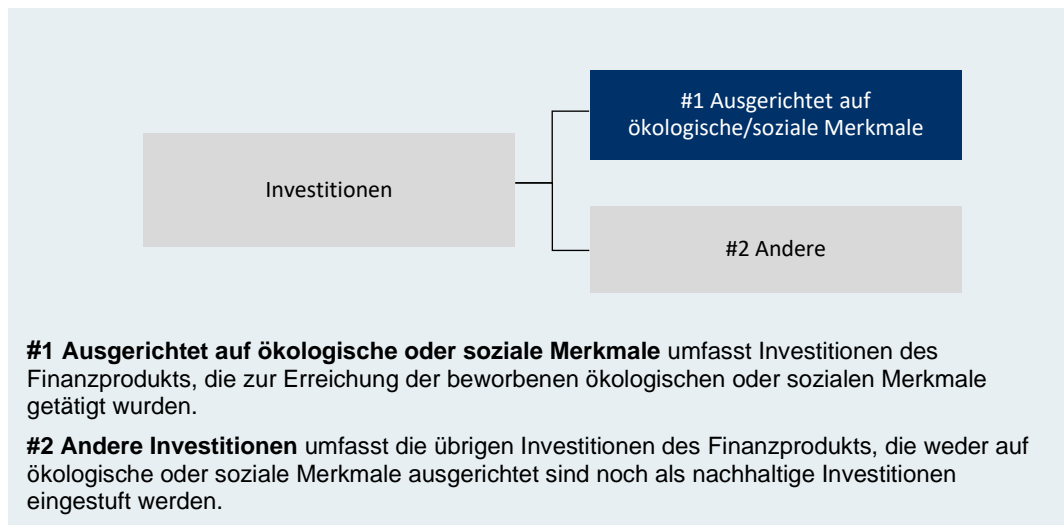 #1 Ausgerichtet auf
ökologische/soziale Merkmale
Investitionen
#2 Andere
#1 Ausgerichtet auf ökologische oder soziale Merkmale umfasst Investitionen des
Finanzprodukts, die zur Erreichung der beworbenen ökologischen oder sozialen Merkmale
getätigt wurden.
#2 Andere Investitionen umfasst die übrigen Investitionen des Finanzprodukts, die weder auf
ökologische oder soziale Merkmale ausgerichtet sind noch als nachhaltige Investitionen
eingestuft werden.